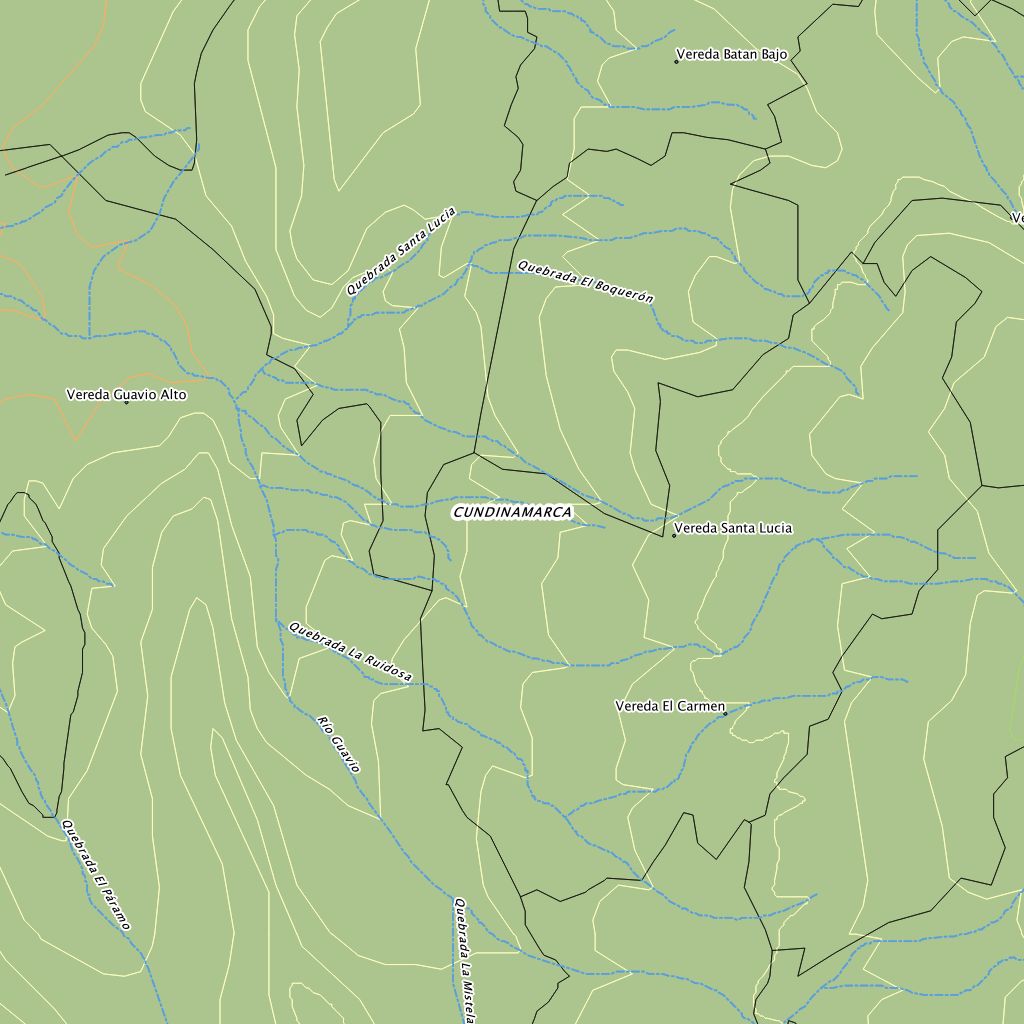 Vereda Batan Bajo
Ve
Quebrada Santa Lucia
Quebrada El Boquerón
Vereda Guavio Alto
CUNDINAMARCA
Vereda Santa Lucia
Quebrada La Ruidosa
Vereda El Carmen
Río Guavio
Quebrada El Páramo
Quebrada La Mistela